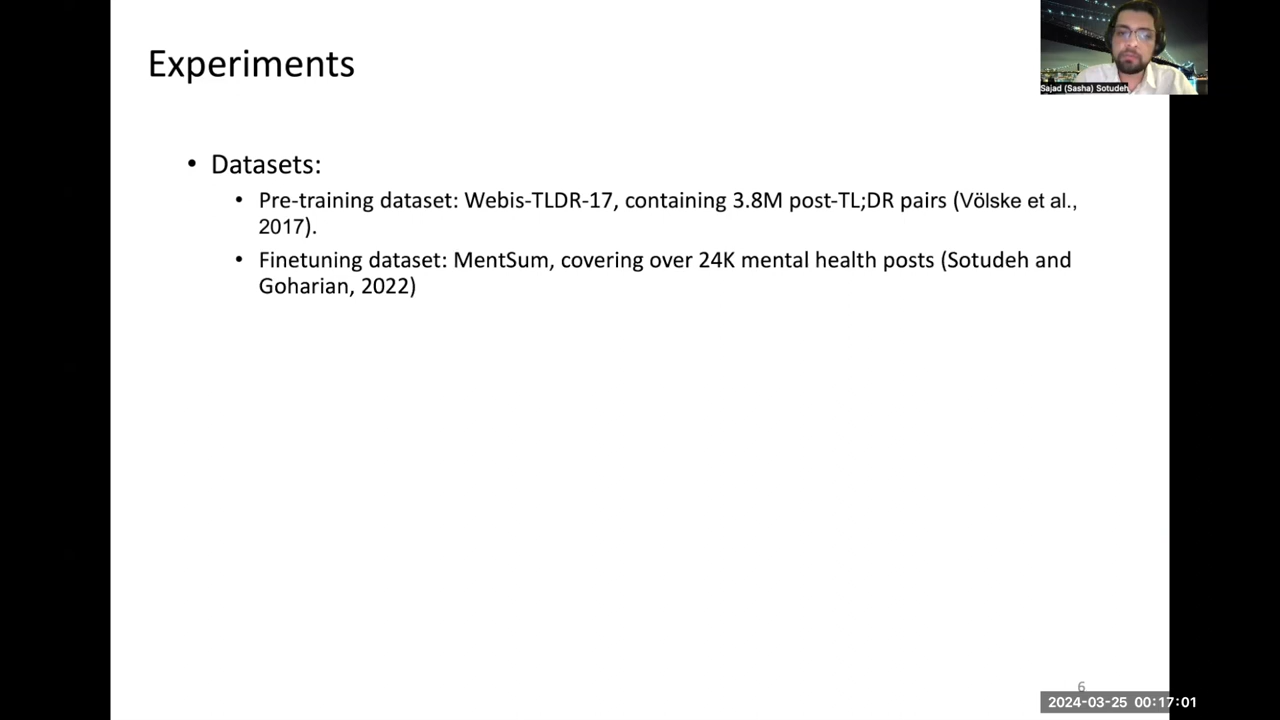 Experiments
Sajad (Sasha) Sotudeh
• Datasets:
• Pre-training dataset: Webis-TLDR-17, containing 3.8M post-TL;DR pairs (Völske et al.,
2017).
• Finetuning dataset: MentSum, covering over 24K mental health posts (Sotudeh and
Goharian, 2022)
6
2024-03-25 00:17:01